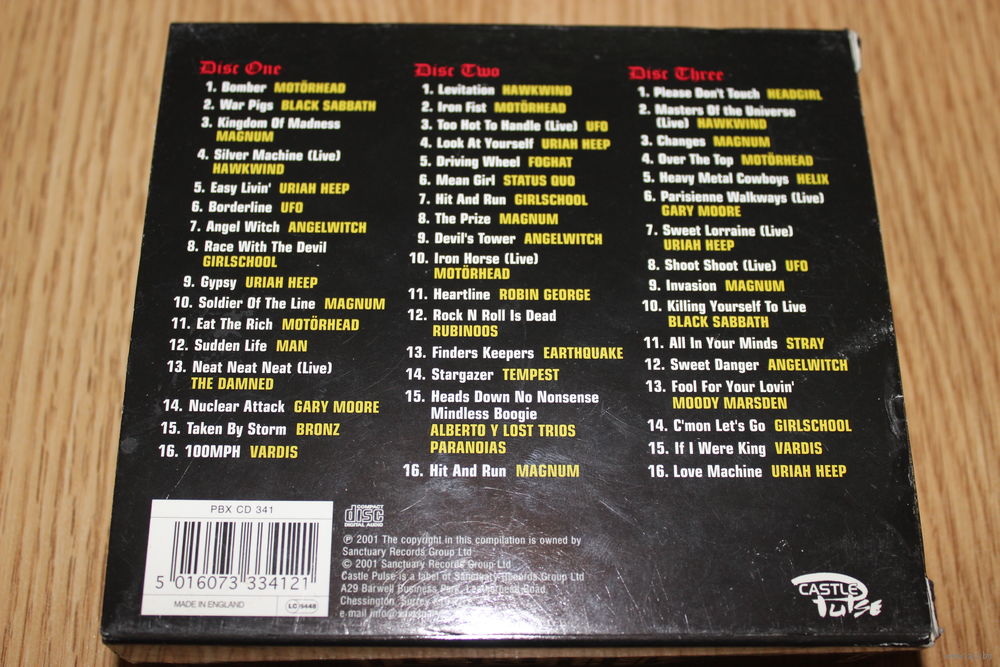 Disc One
1. Bomber MOTÖRHEAD
2. War Pigs BLACK SABBATH
3. Kingdom Of Madness
MAGNUM
4. Silver Machine (Live)
HAWKWIND
5. Easy Livin' URIAH HEEP
6. Borderline UFO
7. Angel Witch ANGELWITCH
8. Race With The Devil
GIRLSCHOOL
9. Gypsy URIAH HEEP
10. Soldier Of The Line MAGNUM
11. Eat The Rich MOTÖRHEAD
12. Sudden Life MAN
13. Neat Neat Neat (Live)
THE DAMNED
14. Nuclear Attack GARY MOORE
15. Taken By Storm BRONZ
16. 100MPH VARDIS
Disc Two
1. Levitation HAWKWIND
2. Iron Fist MOTÖRHEAD
3. Too Hot To Handle (Live) UFO
4. Look At Yourself URIAH HEEP
5. Driving Wheel FOGHAT
6. Mean Girl STATUS QUO
7. Hit And Run GIRLSCHOOL
8. The Prize MAGNUM
9. Devil's Tower ANGELWITCH
10. Iron Horse (Live)
MOTÖRHEAD
11. Heartline ROBIN GEORGE
12. Rock N Roll Is Dead
RUBINOOS
13. Finders Keepers EARTHQUAKE
14. Stargazer TEMPEST
15. Heads Down No Nonsense
Mindless Boogie
ALBERTO Y LOST TRIOS
PARANOIAS
16. Hit And Run MAGNUM
Disc Three
1. Please Don't Touch HEADGIRL
2. Masters Of the Universe
(Live) HAWKWIND
3. Changes MAGNUM
4. Over The Top MOTÖRHEAD
5. Heavy Metal Cowboys HELIX
6. Parisienne Walkways (Live)
GARY MOORE
7. Sweet Lorraine (Live)
URIAH HEEP
8. Shoot Shoot (Live) UFO
9. Invasion MAGNUM
10. Killing Yourself To Live
BLACK SABBATH
11. All In Your Minds STRAY
12. Sweet Danger ANGELWITCH
13. Fool For Your Lovin'
MOODY MARSDEN
14. C'mon Let's Go GIRLSCHOOL
15. If I Were King VARDIS
16. Love Machine URIAH HEEP
PBX CD 341
5 016073 334121
MADE IN ENGLAND
LC 6448
COMPACT
disc
DIGITAL AUDIO
℗ 2001 The copyright in this compilation is owned by
Sanctuary Records Group Ltd
© 2001 Sanctuary Records Group Ltd
Castle Pulse is a label of Sanctuary Records Group Ltd
A29 Barwell Business Park, Leatherhead Road
Chessington, Surrey
e-mail
CASTLE
Pulse